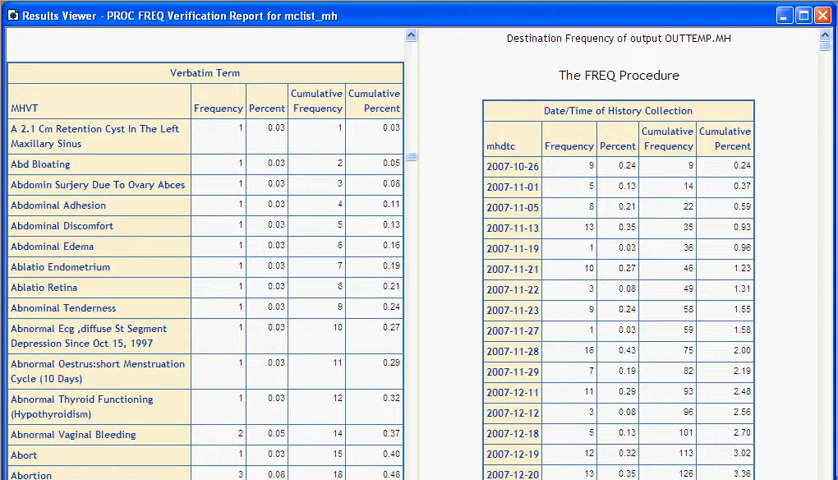 Results Viewer - PROC FREQ Verification Report for mclist_mh
Verbatim Term
MHVT Frequency Percent Cumulative Frequency Cumulative Percent
A 2.1 Cm Retention Cyst In The Left Maxillary Sinus 1 0.03 1 0.03
Abd Bloating 1 0.03 2 0.05
Abdomin Surjery Due To Ovary Abces 1 0.03 3 0.08
Abdominal Adhesion 1 0.03 4 0.11
Abdominal Discomfort 1 0.03 5 0.13
Abdominal Edema 1 0.03 6 0.16
Ablatio Endometrium 1 0.03 7 0.19
Ablatio Retina 1 0.03 8 0.21
Abnominal Tenderness 1 0.03 9 0.24
Abnormal Ecg ,diffuse St Segment Depression Since Oct 15, 1997 1 0.03 10 0.27
Abnormal Oestrus:short Menstruation Cycle (10 Days) 1 0.03 11 0.29
Abnormal Thyroid Functioning (Hypothyroidism) 1 0.03 12 0.32
Abnormal Vaginal Bleeding 2 0.05 14 0.37
Abort 1 0.03 15 0.40
Abortion 3 0.08 18 0.48
Destination Frequency of output OUTTEMP.MH
The FREQ Procedure
Date/Time of History Collection
mhdtc Frequency Percent Cumulative Frequency Cumulative Percent
2007-10-26 9 0.24 9 0.24
2007-11-01 5 0.13 14 0.37
2007-11-05 8 0.21 22 0.59
2007-11-13 13 0.35 35 0.93
2007-11-19 1 0.03 36 0.96
2007-11-21 10 0.27 46 1.23
2007-11-22 3 0.08 49 1.31
2007-11-23 9 0.24 58 1.55
2007-11-27 1 0.03 59 1.58
2007-11-28 16 0.43 75 2.00
2007-11-29 7 0.19 82 2.19
2007-12-11 11 0.29 93 2.48
2007-12-12 3 0.08 96 2.56
2007-12-18 5 0.13 101 2.70
2007-12-19 12 0.32 113 3.02
2007-12-20 13 0.35 126 3.36